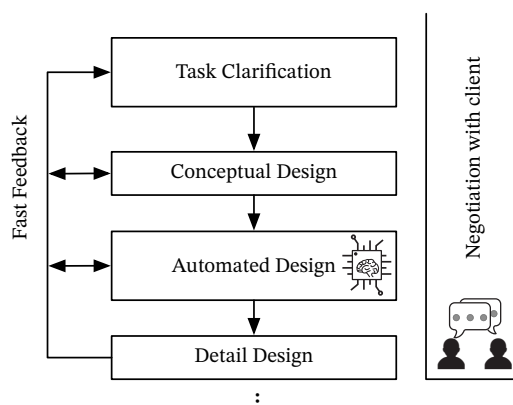 Task Clarification
Conceptual Design
Automated Design
Detail Design
Fast Feedback
Negotiation with client